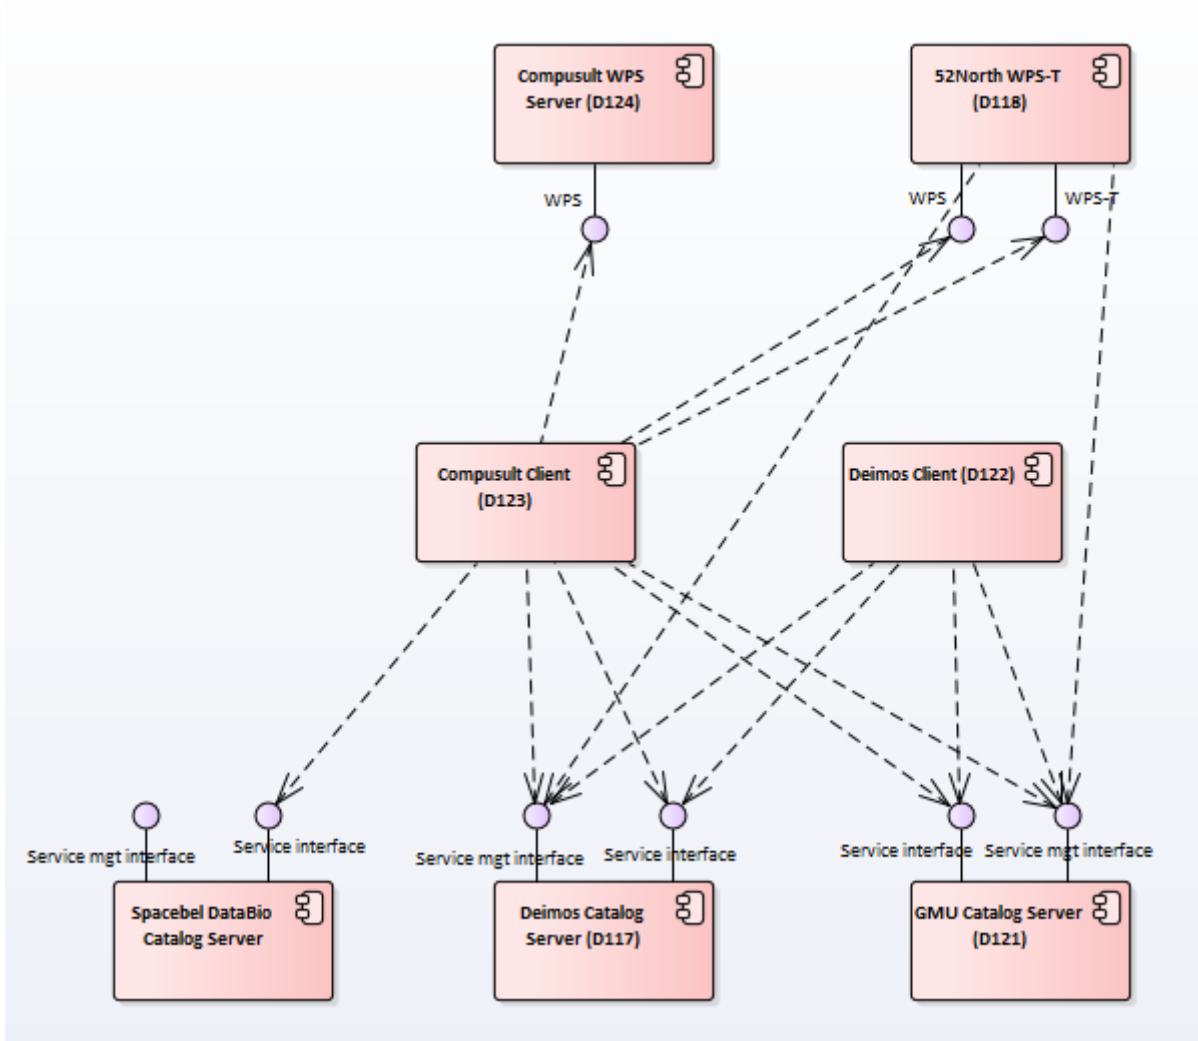 Compusult WPS
Server (D124)
52North WPS-T
(D118)
WPS
WPS
WPS-T
Compusult Client
(D123)
Deimos Client (D122)
Service mgt interface
Service interface
Service mgt interface
Service interface
Service interface
Service mgt interface
Spacebel DataBio
Catalog Server
Deimos Catalog
Server (D117)
GMU Catalog Server
(D121)